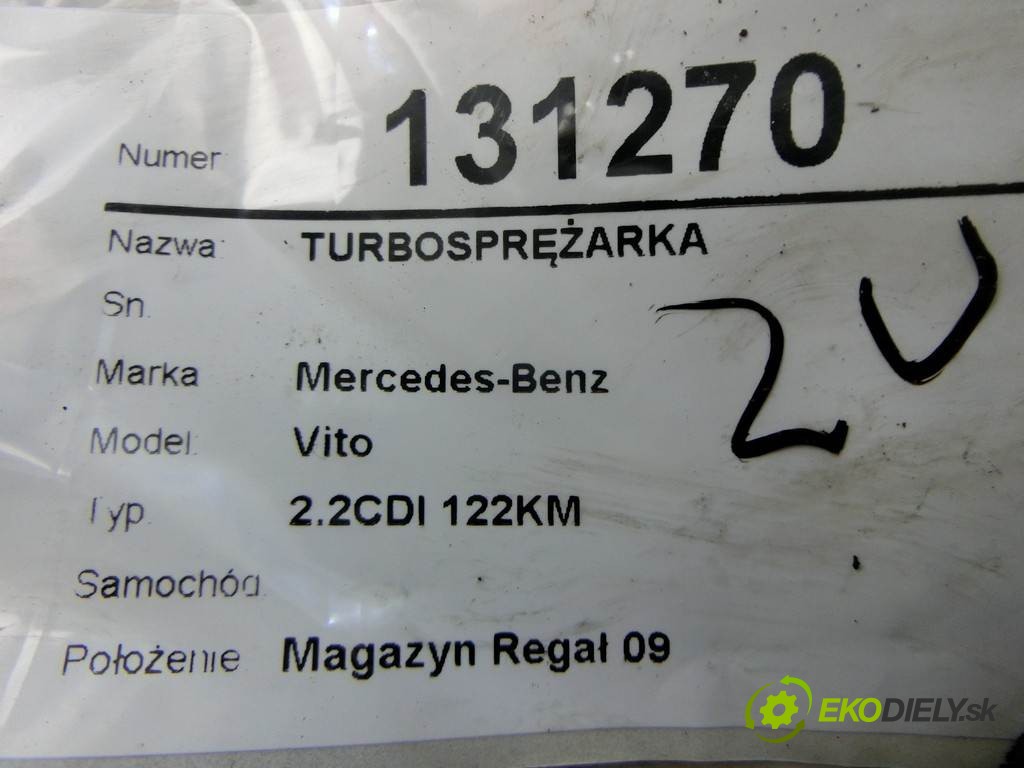 Numer 131270
Nazwa: TURBOSPRĘŻARKA
Sn.
Marka Mercedes-Benz
Model: Vito
Typ. 2.2CDI 122KM
Samochód
Położenie Magazyn Regał 09
EKODIELY.sk